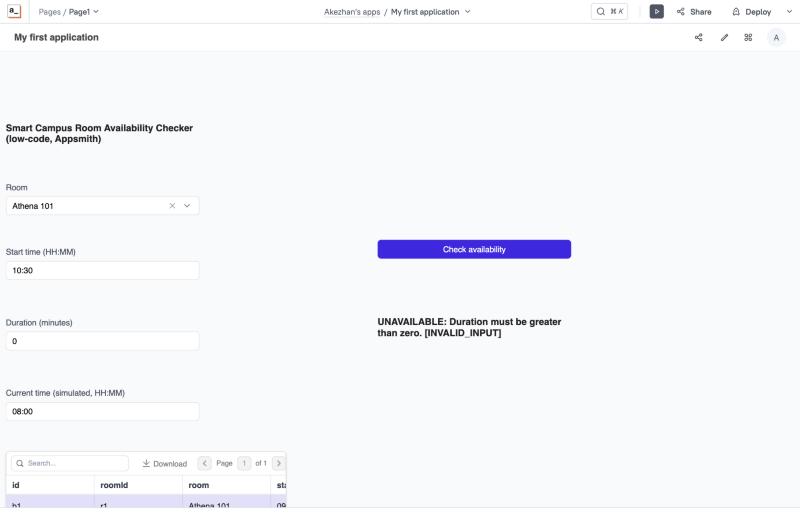 a_
Pages / Page1
Akezhan's apps / My first application
⌘ K
Share
Deploy
My first application
A
Smart Campus Room Availability Checker
(low-code, Appsmith)
Room
Athena 101
Check availability
Start time (HH:MM)
10:30
Duration (minutes)
0
UNAVAILABLE: Duration must be greater
than zero. [INVALID_INPUT]
Current time (simulated, HH:MM)
08:00
Search...
Download
Page 1 of 1
id roomId room sta
b1 r1 Athena 101 09